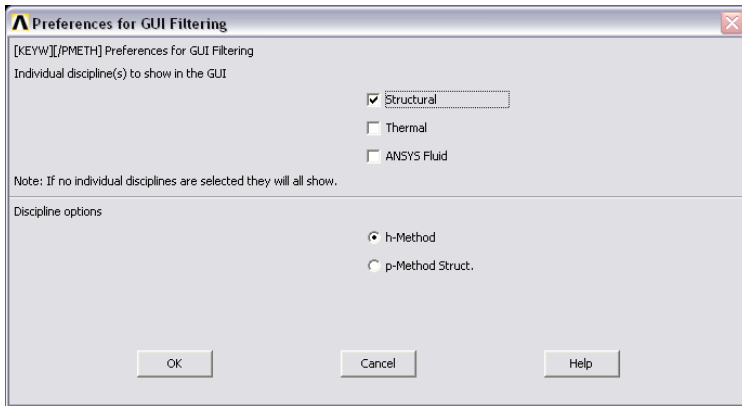 Preferences for GUI Filtering
[KEYW][/PMETH] Preferences for GUI Filtering
Individual discipline(s) to show in the GUI
Structural
Thermal
ANSYS Fluid
Note: If no individual disciplines are selected they will all show.
Discipline options
h-Method
p-Method Struct.
OK Cancel Help